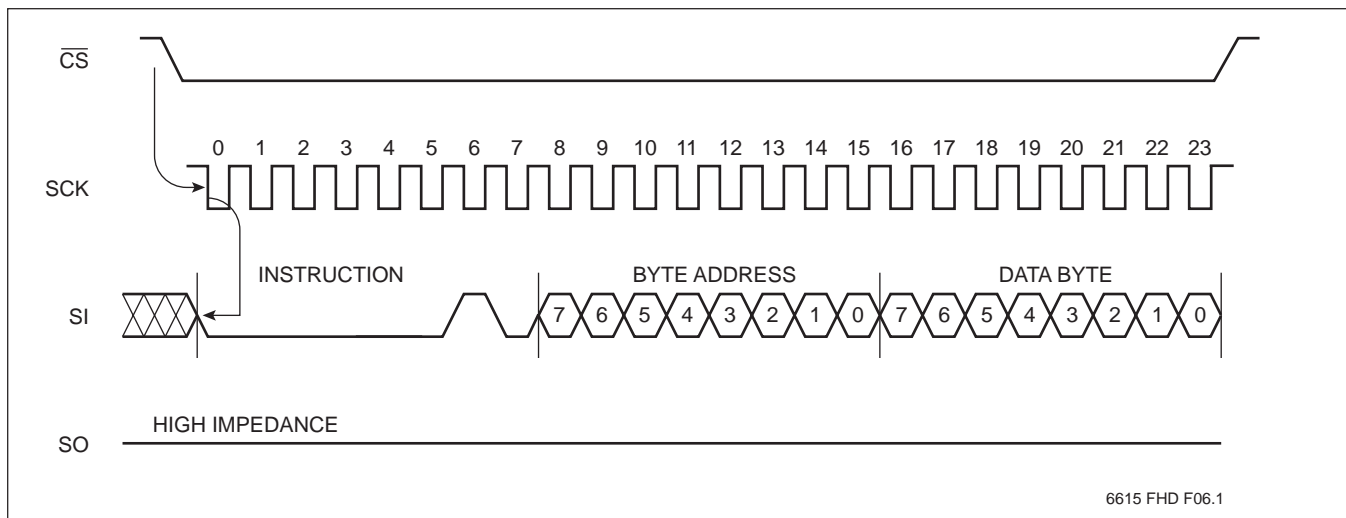 CS
0 1 2 3 4 5 6 7 8 9 10 11 12 13 14 15 16 17 18 19 20 21 22 23
SCK
INSTRUCTION BYTE ADDRESS DATA BYTE
SI 7 6 5 4 3 2 1 0 7 6 5 4 3 2 1 0
HIGH IMPEDANCE
SO
6615 FHD F06.1